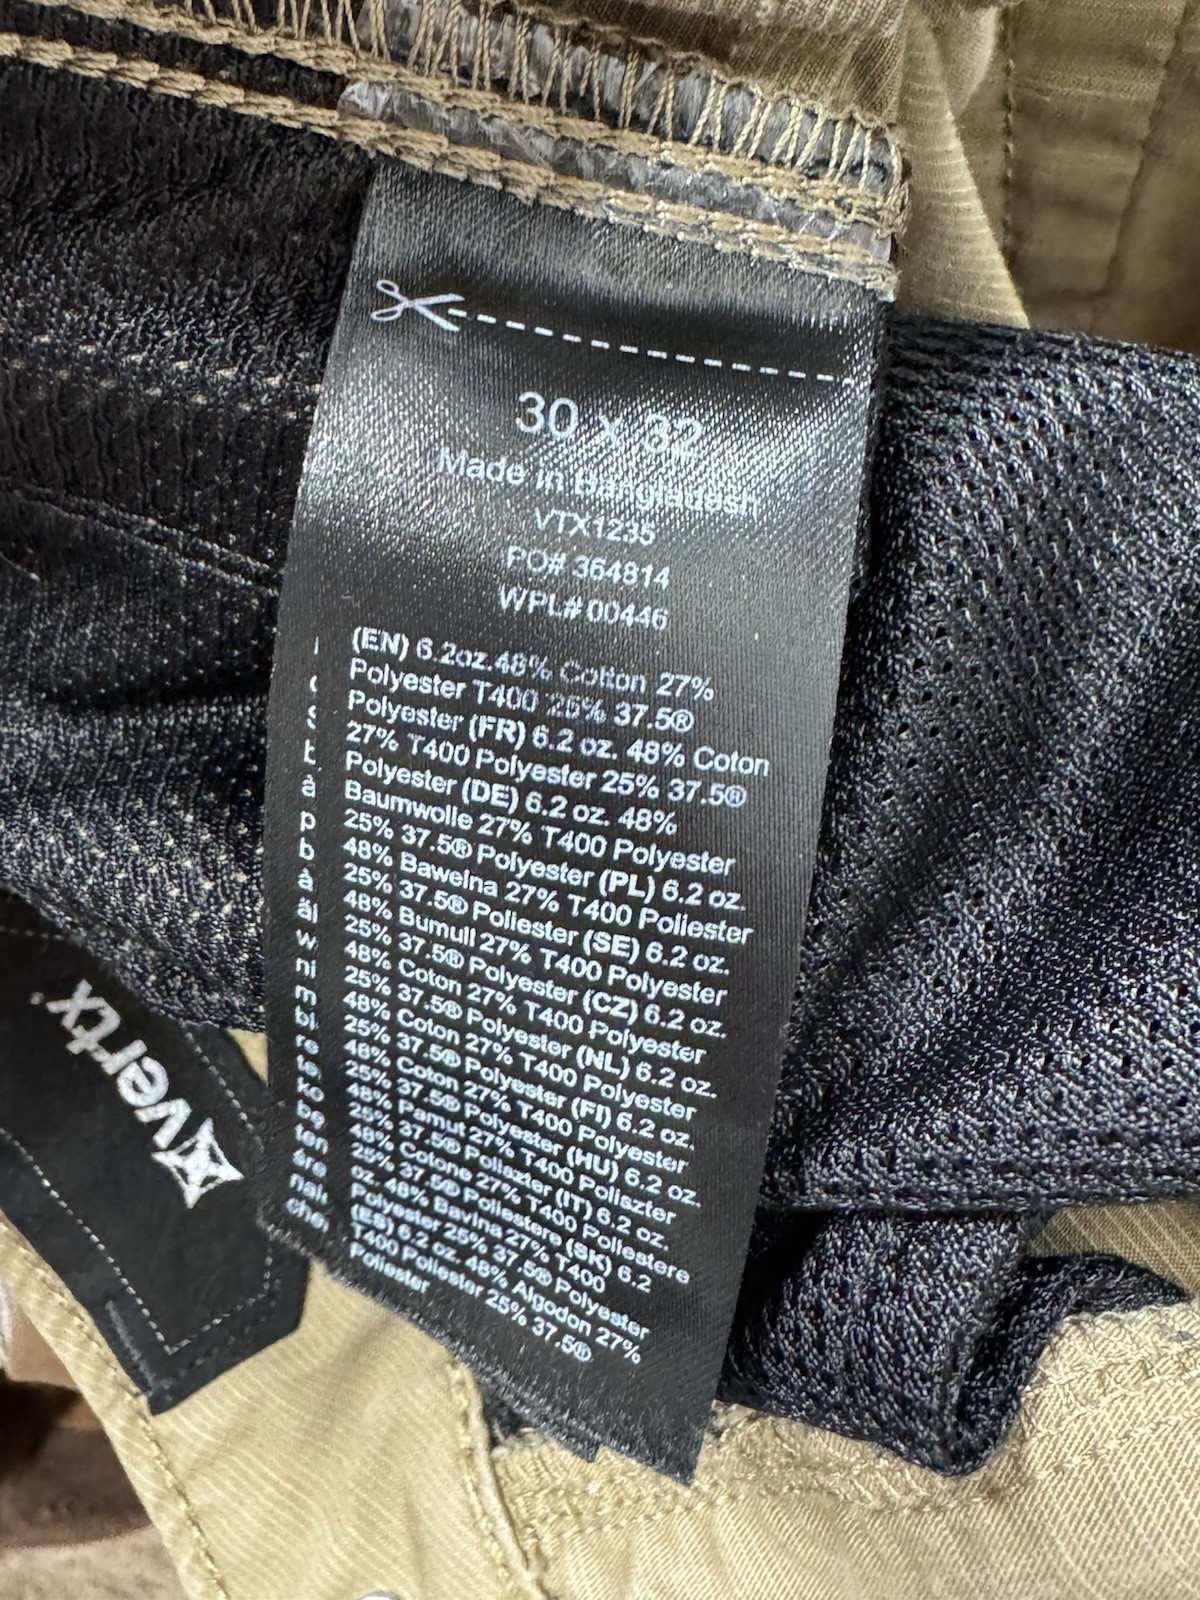 30 x 32
Made in Bangladesh
VTX1235
PO# 364814
WPL# 00446
(EN) 6.2oz.48% Cotton 27%
Polyester T400 25% 37.5®
Polyester (FR) 6.2 oz. 48% Coton
27% T400 Polyester 25% 37.5®
Polyester (DE) 6.2 oz. 48%
Baumwolle 27% T400 Polyester
25% 37.5® Polyester (PL) 6.2 oz.
48% Bawelna 27% T400 Poliester
25% 37.5® Poliester (SE) 6.2 oz.
48% Bumull 27% T400 Polyester
25% 37.5® Polyester (CZ) 6.2 oz.
48% Coton 27% T400 Polyester
25% 37.5® Polyester (NL) 6.2 oz.
48% Coton 27% T400 Polyester
25% 37.5® Polyester (FI) 6.2 oz.
48% Coton 27% T400 Polyester
25% 37.5® Polyester (HU) 6.2 oz.
48% Pamut 27% T400 Poliszter
25% 37.5® Poliszter (IT) 6.2 oz.
48% Cotone 27% T400 Poliestere
25% 37.5® Poliestere (SK) 6.2
oz. 48% Bavlna 27% T400
Polyester 25% 37.5® Polyester
(ES) 6.2 oz. 48% Algodon 27%
T400 Poliester 25% 37.5®
Poliester
vertx